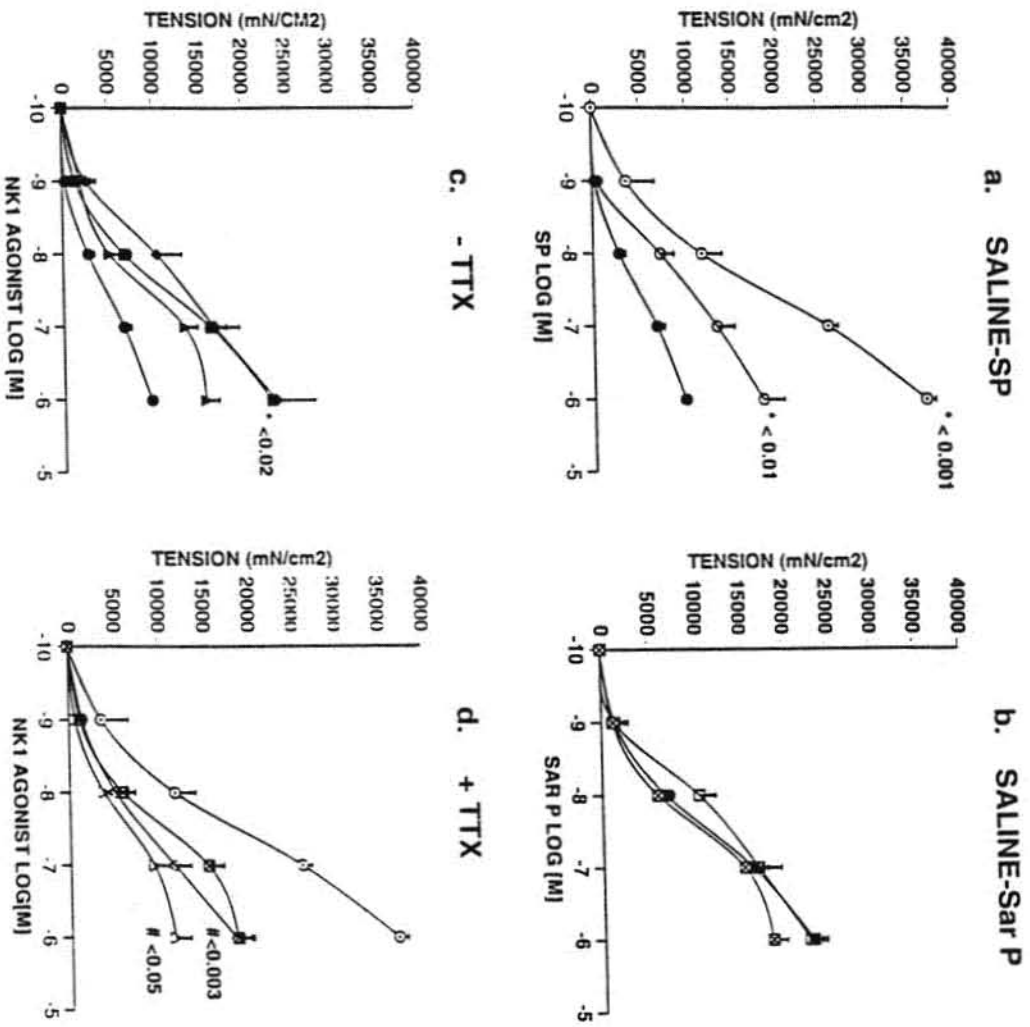 a. SALINE-SP
TENSION (mN/cm2)
40000
35000
30000
25000
20000
15000
10000
5000
0
-10 -9 -8 -7 -6 -5
SP LOG [M]
* < 0.001
* < 0.01
b. SALINE-Sar P
TENSION (mN/cm2)
40000
35000
30000
25000
20000
15000
10000
5000
0
-10 -9 -8 -7 -6 -5
SAR P LOG [M]
c. - TTX
TENSION (mN/CM2)
40000
35000
30000
25000
20000
15000
10000
5000
0
-10 -9 -8 -7 -6 -5
NK1 AGONIST LOG [M]
* <0.02
d. + TTX
TENSION (mN/cm2)
40000
35000
30000
25000
20000
15000
10000
5000
0
-10 -9 -8 -7 -6 -5
NK1 AGONIST LOG[M]
# <0.003
# <0.05